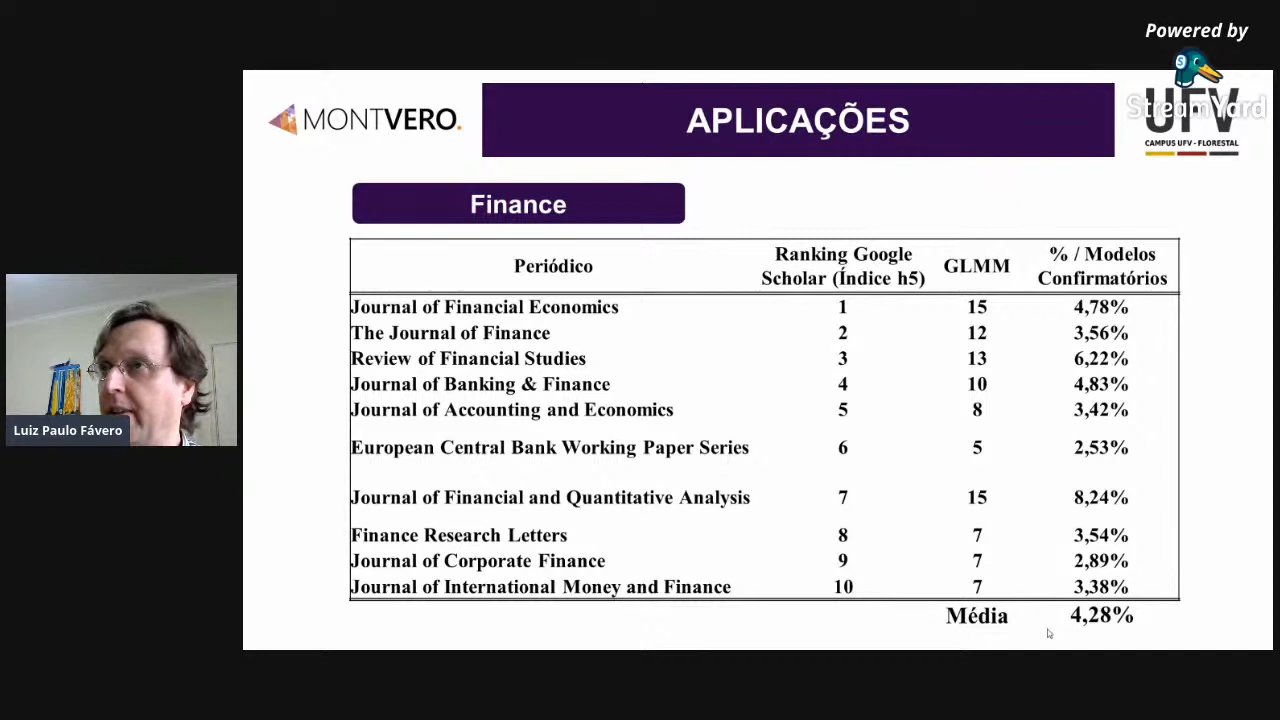 Powered by
StreamYard
MONTVERO.
APLICAÇÕES
UFV
CAMPUS UFV - FLORESTAL
Finance
Periódico
Ranking Google
Scholar (Índice h5)
GLMM
% / Modelos
Confirmatórios
Journal of Financial Economics 1 15 4,78%
The Journal of Finance 2 12 3,56%
Review of Financial Studies 3 13 6,22%
Journal of Banking & Finance 4 10 4,83%
Journal of Accounting and Economics 5 8 3,42%
European Central Bank Working Paper Series 6 5 2,53%
Journal of Financial and Quantitative Analysis 7 15 8,24%
Finance Research Letters 8 7 3,54%
Journal of Corporate Finance 9 7 2,89%
Journal of International Money and Finance 10 7 3,38%
Média 4,28%
Luiz Paulo Fávero